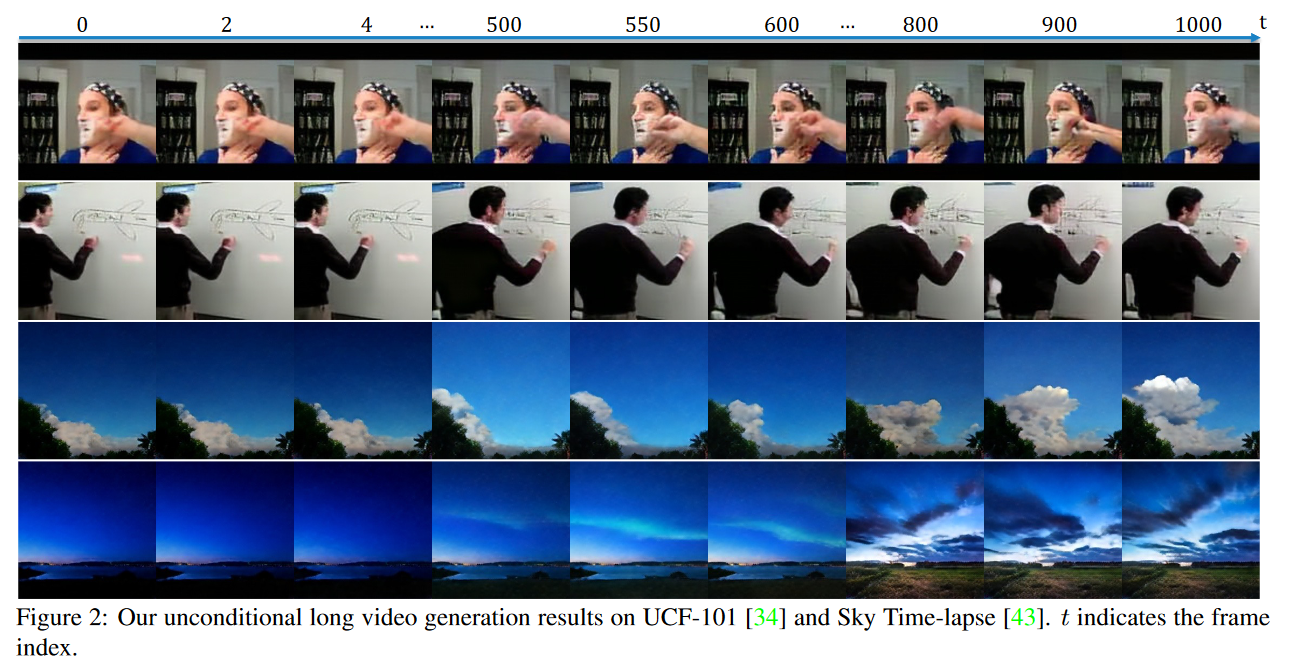 0 2 4 ... 500 550 600 ... 800 900 1000 t
Figure 2: Our unconditional long video generation results on UCF-101 [34] and Sky Time-lapse [43]. t indicates the frame
index.